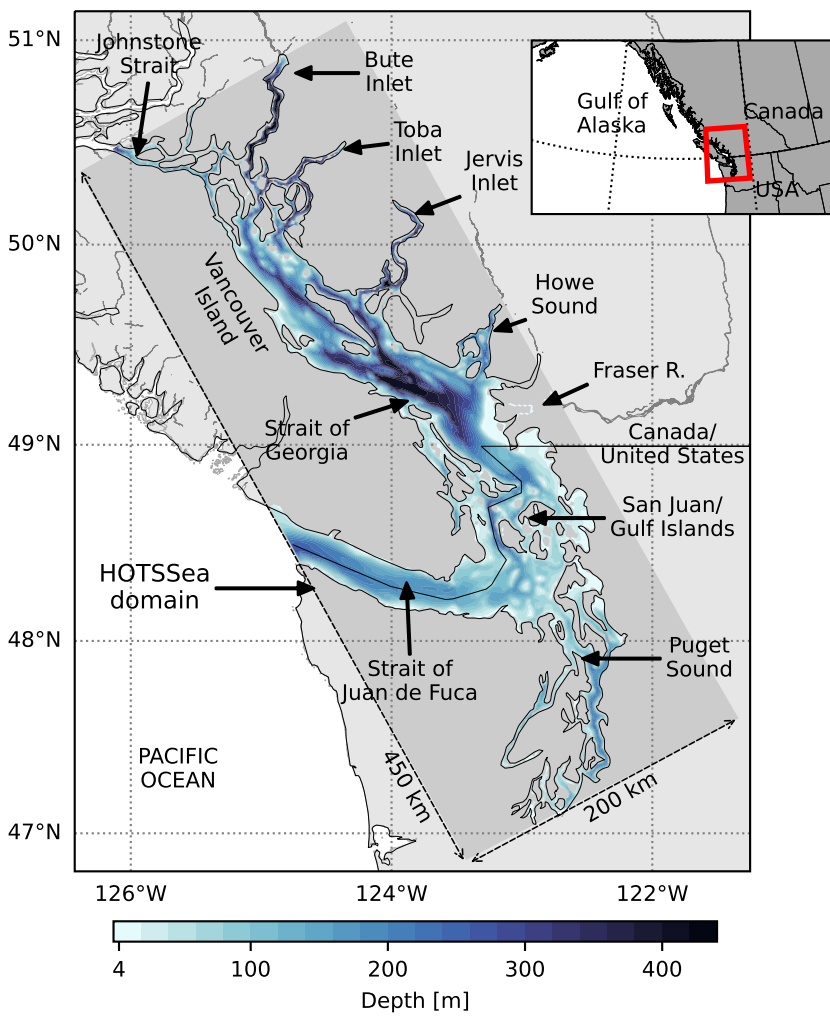 51°N
50°N
49°N
48°N
47°N
126°W
124°W
122°W
Johnstone
Strait
Bute
Inlet
Toba
Inlet
Jervis
Inlet
Gulf of
Alaska
Canada
USA
Vancouver
Island
Howe
Sound
Fraser R.
Strait of
Georgia
Canada/
United States
San Juan/
Gulf Islands
HOTSSea
domain
Strait of
Juan de Fuca
Puget
Sound
PACIFIC
OCEAN
450 km
200 km
4
100
200
300
400
Depth [m]